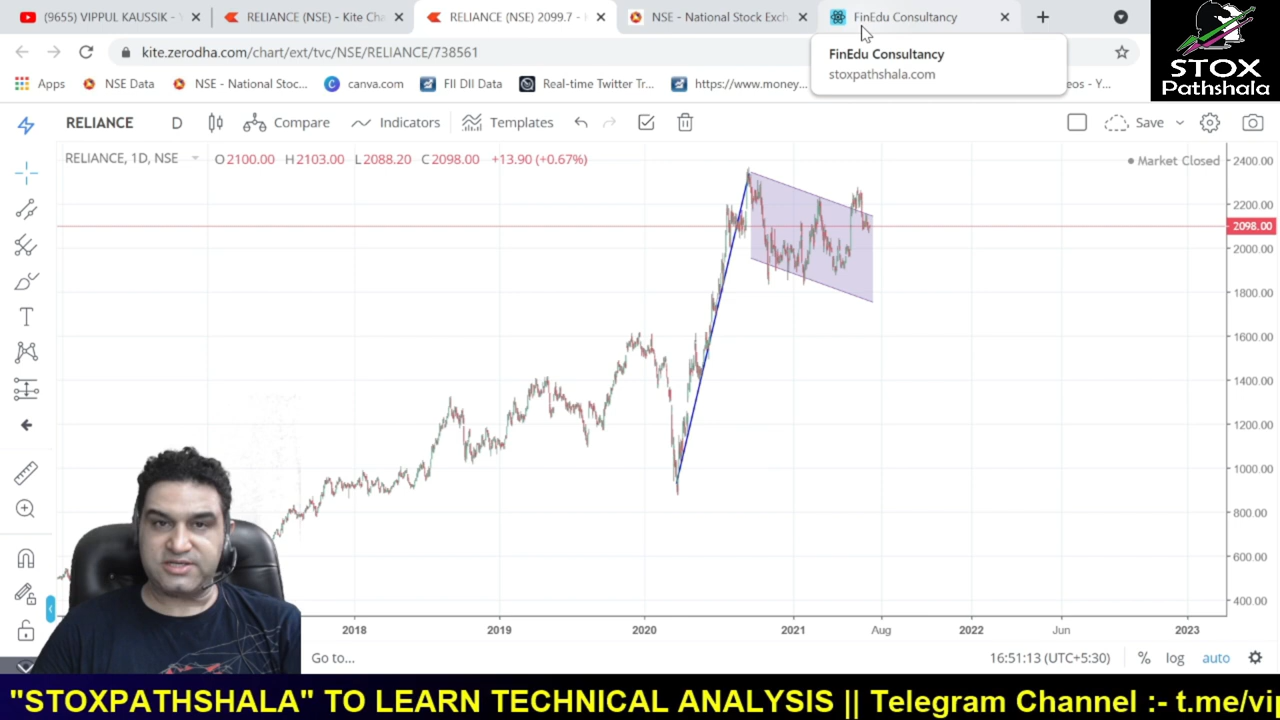 (9655) VIPPUL KAUSSIK -
RELIANCE (NSE) - Kite Cha
RELIANCE (NSE) 2099.7 -
NSE - National Stock Exch
FinEdu Consultancy
kite.zerodha.com/chart/ext/tvc/NSE/RELIANCE/738561
FinEdu Consultancy
stoxpathshala.com
STOX
Pathshala
Apps
NSE Data
NSE - National Stoc...
canva.com
FII DII Data
Real-time Twitter Tr...
https://www.money...
eos - Y...
RELIANCE
D
Compare
Indicators
Templates
Save
RELIANCE, 1D, NSE
O2100.00 H2103.00 L2088.20 C2098.00 +13.90 (+0.67%)
Market Closed
2400.00
2200.00
2098.00
2000.00
1800.00
1600.00
1400.00
1200.00
1000.00
800.00
600.00
400.00
2018 2019 2020 2021 Aug 2022 Jun 2023
Go to...
16:51:13 (UTC+5:30)
%
log
auto
"STOXPATHSHALA" TO LEARN TECHNICAL ANALYSIS || Telegram Channel :- t.me/vip